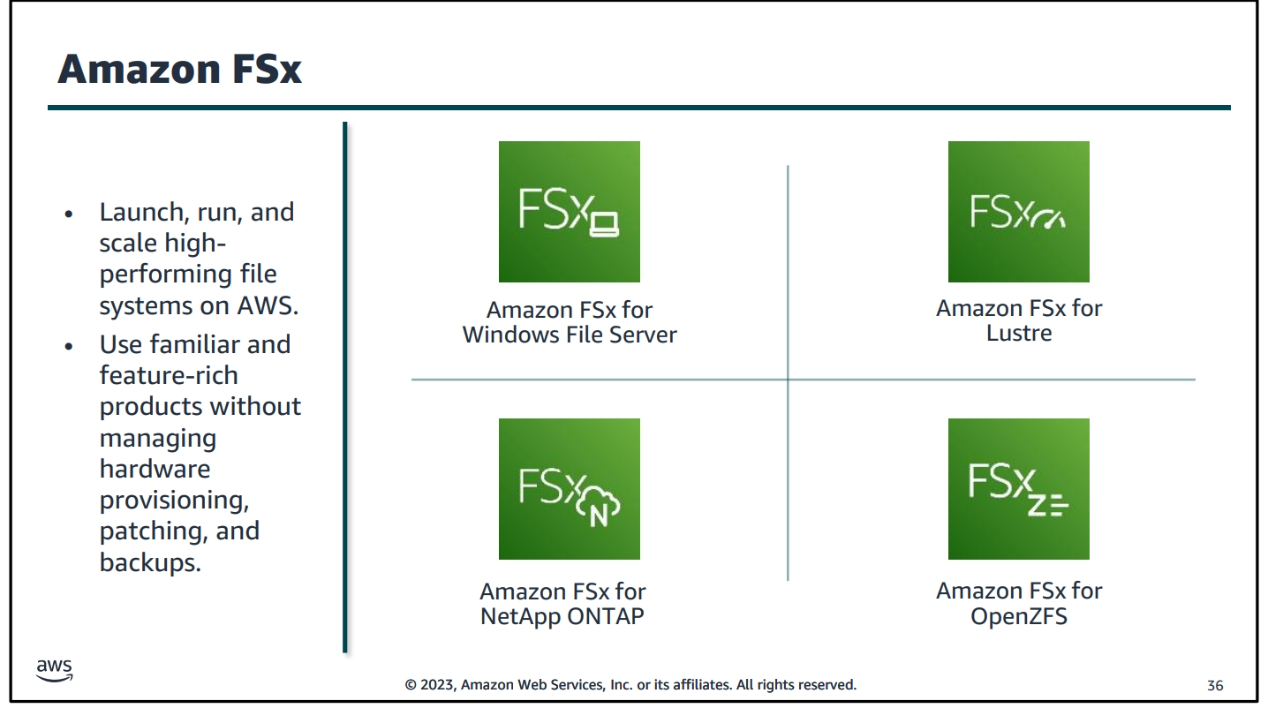 Amazon FSx
• Launch, run, and
scale high-
performing file
systems on AWS.
• Use familiar and
feature-rich
products without
managing
hardware
provisioning,
patching, and
backups.
FSx
Amazon FSx for
Windows File Server
FSx
Amazon FSx for
Lustre
FSx
N
Amazon FSx for
NetApp ONTAP
FSx
Z
Amazon FSx for
OpenZFS
aws
© 2023, Amazon Web Services, Inc. or its affiliates. All rights reserved.
36